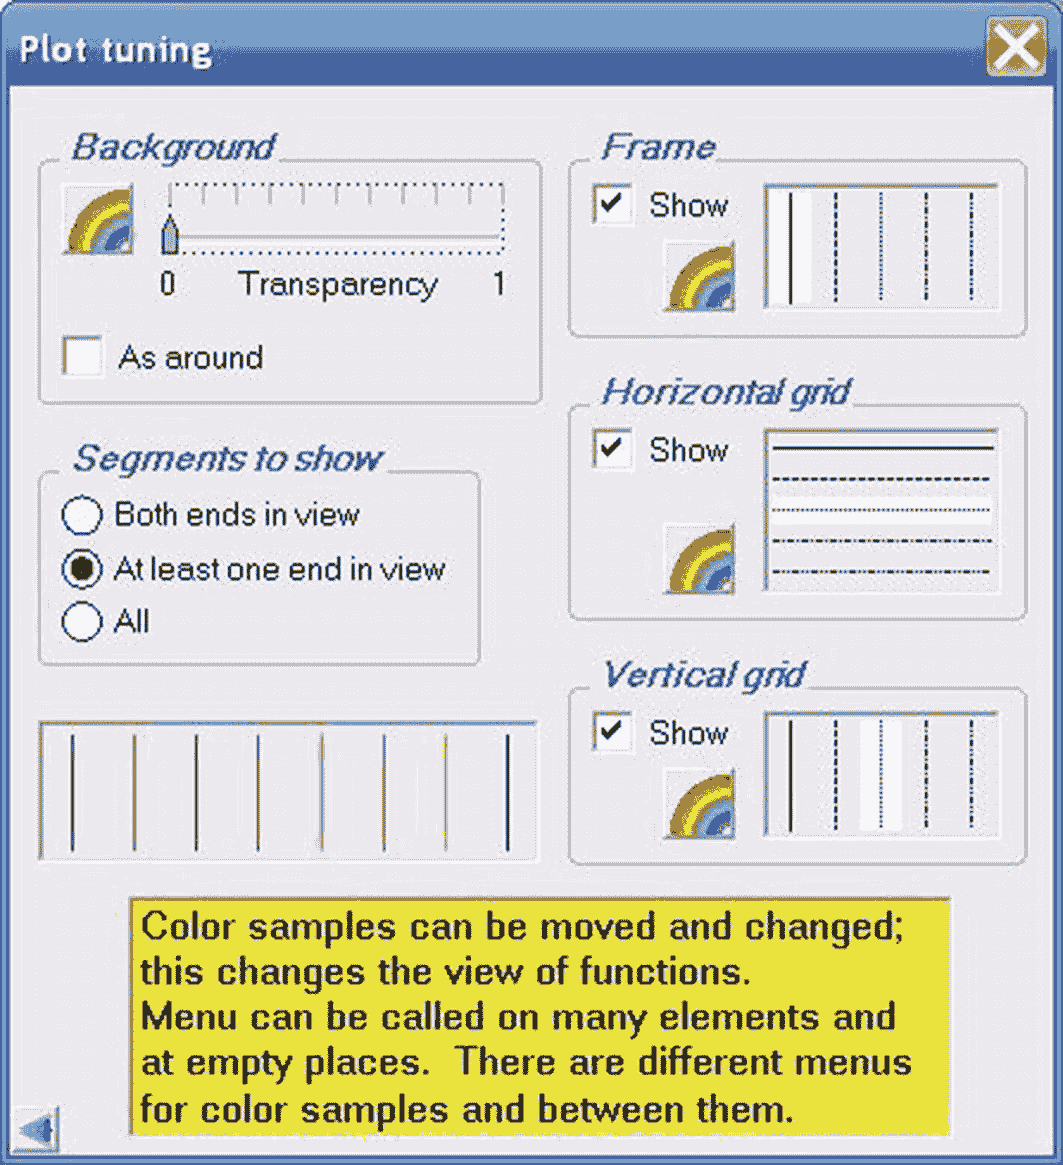 Plot tuning
Background
0 Transparency 1
As around
Segments to show
Both ends in view
At least one end in view
All
Frame
Show
Horizontal grid
Show
Vertical grid
Show
Color samples can be moved and changed;
this changes the view of functions.
Menu can be called on many elements and
at empty places. There are different menus
for color samples and between them.